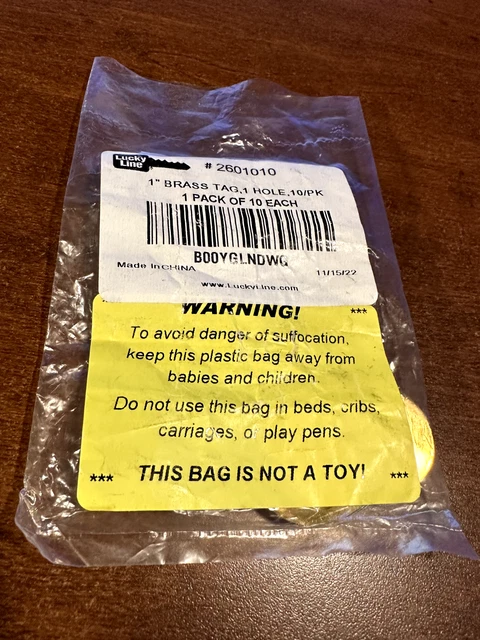 Lucky
Line
# 2601010
1" BRASS TAG,1 HOLE,10/PK
1 PACK OF 10 EACH
B00YGLNDWQ
Made In CHINA
11/15/22
www.LuckyLine.com
WARNING!
***
To avoid danger of suffocation,
keep this plastic bag away from
babies and children.
Do not use this bag in beds, cribs,
carriages, or play pens.
*** THIS BAG IS NOT A TOY! ***